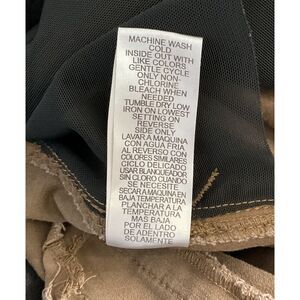 MACHINE WASH
COLD
INSIDE OUT WITH
LIKE COLORS
GENTLE CYCLE
ONLY NON-
CHLORINE
BLEACH WHEN
NEEDED
TUMBLE DRY LOW
IRON ON LOWEST
SETTING ON
REVERSE
SIDE ONLY
LAVAR A MAQUINA
CON AGUA FRIA
AL REVERSO CON
COLORES SIMILARES
CICLO DELICADO
USAR BLANQUEADOR
SIN CLORO CUANDO
SE NECESITE
SECAR A MAQUINA EN
BAJA TEMPERATURA
PLANCHAR A LA
TEMPERATURA
MAS BAJA
POR EL LADO
DE ADENTRO
SOLAMENTE